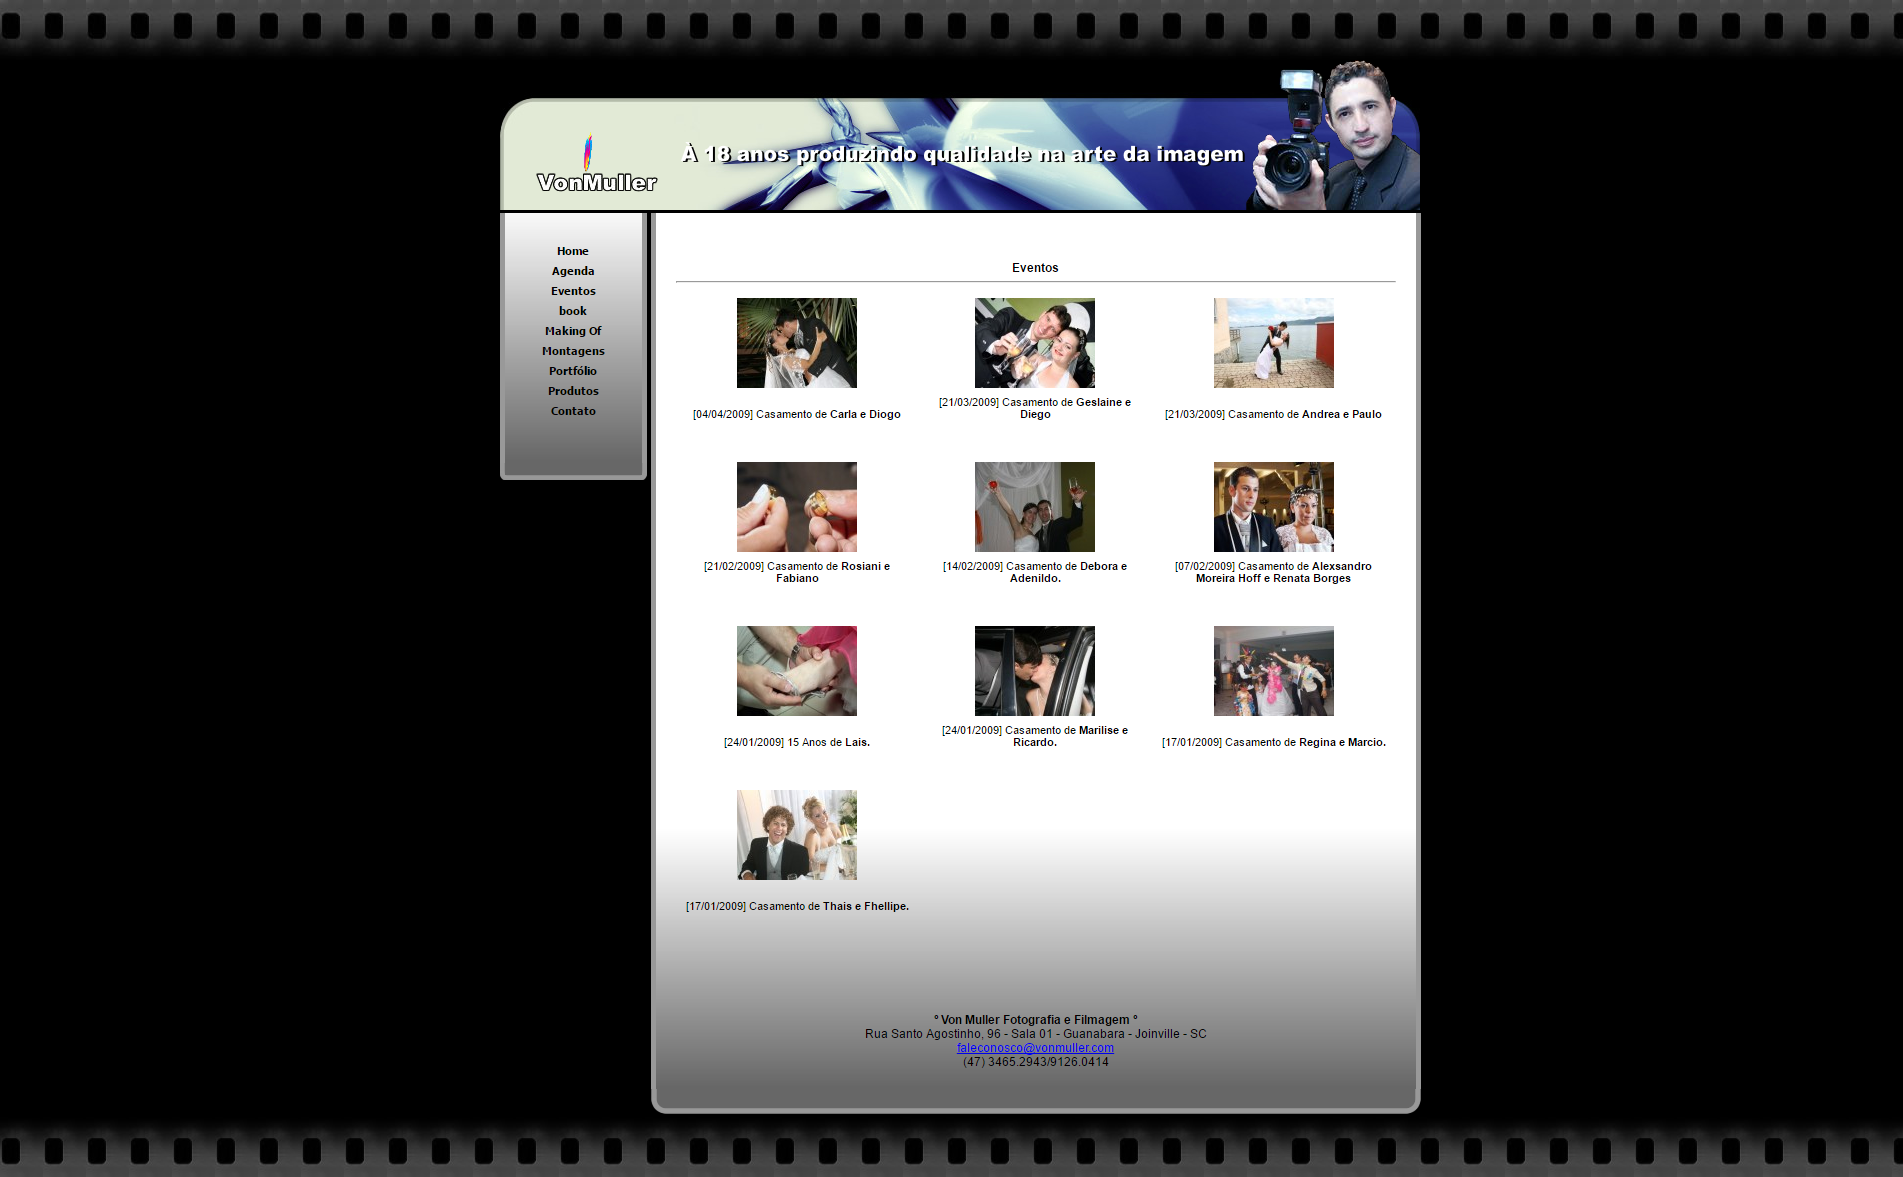 À 18 anos produzindo qualidade na arte da imagem
VonMuller
Home
Agenda
Eventos
book
Making Of
Montagens
Portfólio
Produtos
Contato
Eventos
[04/04/2009] Casamento de Carla e Diogo
[21/03/2009] Casamento de Geslaine e
Diego
[21/03/2009] Casamento de Andrea e Paulo
[21/02/2009] Casamento de Rosiani e
Fabiano
[14/02/2009] Casamento de Debora e
Adenildo.
[07/02/2009] Casamento de Alexsandro
Moreira Hoff e Renata Borges
[24/01/2009] 15 Anos de Lais.
[24/01/2009] Casamento de Marilise e
Ricardo.
[17/01/2009] Casamento de Regina e Marcio.
[17/01/2009] Casamento de Thais e Fhellipe.
° Von Muller Fotografia e Filmagem °
Rua Santo Agostinho, 96 - Sala 01 - Guanabara - Joinville - SC
faleconosco@vonmuller.com
(47) 3465.2943/9126.0414